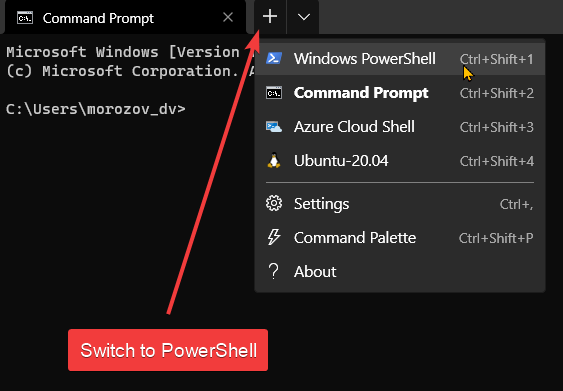 Command Prompt
Microsoft Windows [Version
(c) Microsoft Corporation. A
C:\Users\morozov_dv>
Windows PowerShell Ctrl+Shift+1
Command Prompt Ctrl+Shift+2
Azure Cloud Shell Ctrl+Shift+3
Ubuntu-20.04 Ctrl+Shift+4
Settings Ctrl+,
Command Palette Ctrl+Shift+P
? About
Switch to PowerShell